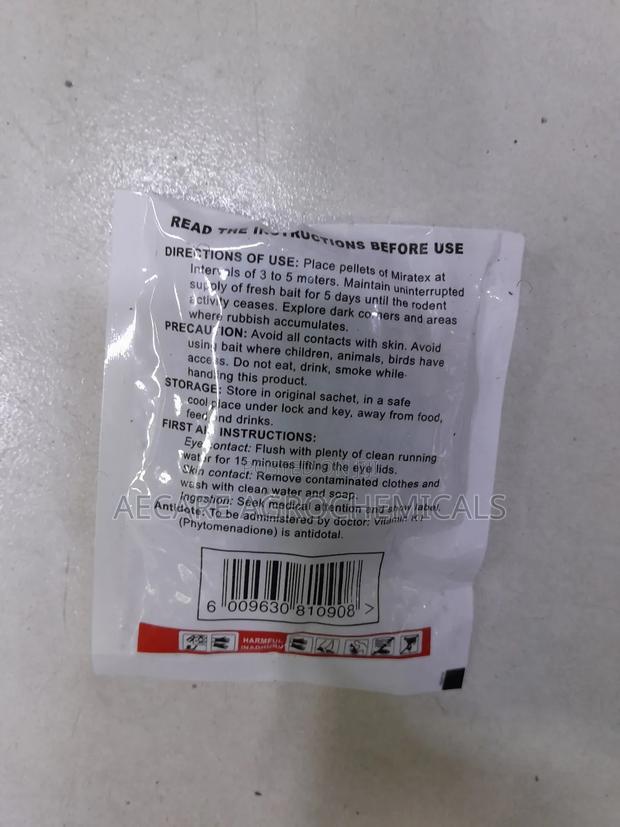 READ THE INSTRUCTIONS BEFORE USE
DIRECTIONS OF USE: Place pellets of Miratex at
Intervals of 3 to 5 meters. Maintain uninterrupted
supply of fresh bait for 5 days until the rodent
activity ceases. Explore dark corners and areas
where rubbish accumulates.
PRECAUTION: Avoid all contacts with skin. Avoid
using bait where children, animals, birds have
access. Do not eat, drink, smoke while
handling this product.
STORAGE: Store in original sachet, in a safe
cool place under lock and key, away from food,
feed and drinks.
FIRST AID INSTRUCTIONS:
Eye contact: Flush with plenty of clean running
water for 15 minutes lifting the eye lids.
Skin contact: Remove contaminated clothes and
wash with clean water and soap
Ingestion: Seek medical attention and show label.
AECARE AGROCHEMICALS
Antidote: To be administered by doctor: Vitamin K1
(Phytomenadione) is antidotal.
6 009630 810908 >
HARMFUL